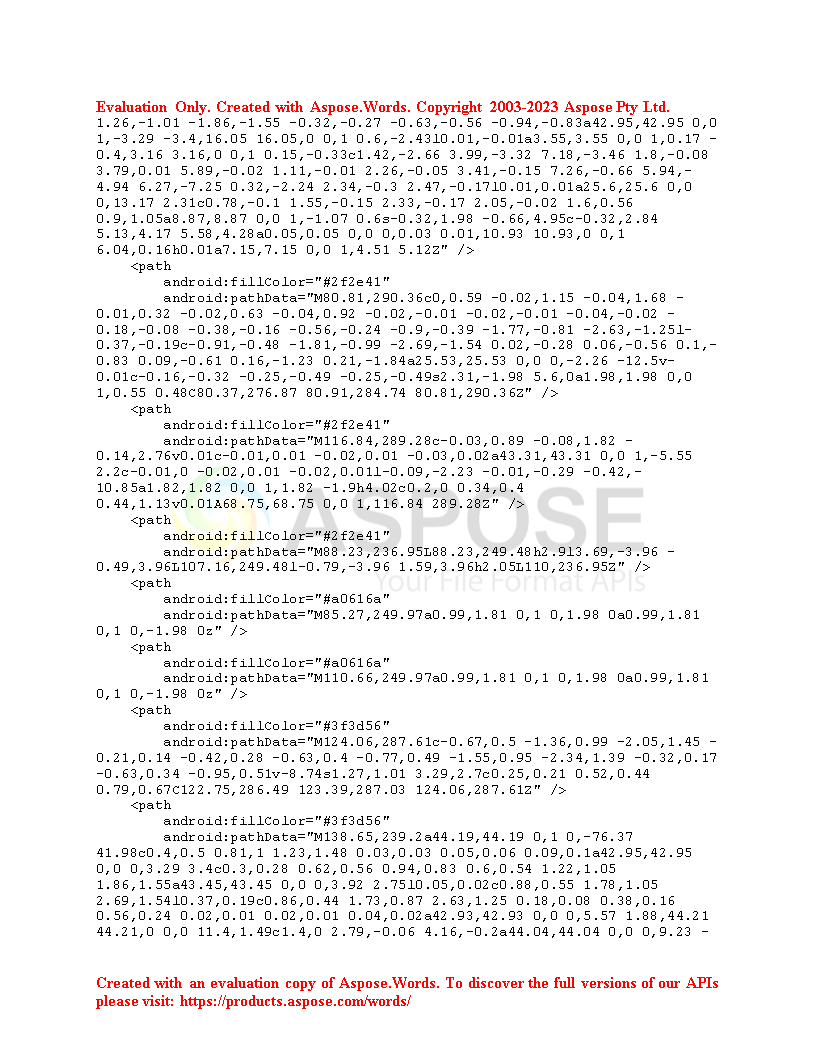 Evaluation Only. Created with Aspose.Words. Copyright 2003-2023 Aspose Pty Ltd.
1.26,-1.01 -1.86,-1.55 -0.32,-0.27 -0.63,-0.56 -0.94,-0.83a42.95,42.95 0,0
1,-3.29 -3.4,16.05 16.05,0 0,1 0.6,-2.43l0.01,-0.01a3.55,3.55 0,0 1,0.17 -
0.4,3.16 3.16,0 0,1 0.15,-0.33c1.42,-2.66 3.99,-3.32 7.18,-3.46 1.8,-0.08
3.79,0.01 5.89,-0.02 1.11,-0.01 2.26,-0.05 3.41,-0.15 7.26,-0.66 5.94,-
4.94 6.27,-7.25 0.32,-2.24 2.34,-0.3 2.47,-0.17l0.01,0.01a25.6,25.6 0,0
0,13.17 2.31c0.78,-0.1 1.55,-0.15 2.33,-0.17 2.05,-0.02 1.6,0.56
0.9,1.05a8.87,8.87 0,0 1,-1.07 0.6s-0.32,1.98 -0.66,4.95c-0.32,2.84
5.13,4.17 5.58,4.28a0.05,0.05 0,0 0,0.03 0.01,10.93 10.93,0 0,1
6.04,0.16h0.01a7.15,7.15 0,0 1,4.51 5.12Z" />
<path
android:fillColor="#2f2e41"
android:pathData="M80.81,290.36c0,0.59 -0.02,1.15 -0.04,1.68 -
0.01,0.32 -0.02,0.63 -0.04,0.92 -0.02,-0.01 -0.02,-0.01 -0.04,-0.02 -
0.18,-0.08 -0.38,-0.16 -0.56,-0.24 -0.9,-0.39 -1.77,-0.81 -2.63,-1.25l-
0.37,-0.19c-0.91,-0.48 -1.81,-0.99 -2.69,-1.54 0.02,-0.28 0.06,-0.56 0.1,-
0.83 0.09,-0.61 0.16,-1.23 0.21,-1.84a25.53,25.53 0,0 0,-2.26 -12.5v-
0.01c-0.16,-0.32 -0.25,-0.49 -0.25,-0.49s2.31,-1.98 5.6,0a1.98,1.98 0,0
1,0.55 0.48C80.37,276.87 80.91,284.74 80.81,290.36Z" />
<path
android:fillColor="#2f2e41"
android:pathData="M116.84,289.28c-0.03,0.89 -0.08,1.82 -
0.14,2.76v0.01c-0.01,0.01 -0.02,0.01 -0.03,0.02a43.31,43.31 0,0 1,-5.55
2.2c-0.01,0 -0.02,0.01 -0.02,0.01l-0.09,-2.23 -0.01,-0.29 -0.42,-
10.85a1.82,1.82 0,0 1,1.82 -1.9h4.02c0.2,0 0.34,0.4
0.44,1.13v0.01A68.75,68.75 0,0 1,116.84 289.28Z" />
<path
android:fillColor="#2f2e41"
android:pathData="M88.23,236.95L88.23,249.48h2.9l3.69,-3.96 -
0.49,3.96L107.16,249.48l-0.79,-3.96 1.59,3.96h2.05L110,236.95Z" />
<path
android:fillColor="#a0616a"
android:pathData="M85.27,249.97a0.99,1.81 0,1 0,1.98 0a0.99,1.81
0,1 0,-1.98 0z" />
<path
android:fillColor="#a0616a"
android:pathData="M110.66,249.97a0.99,1.81 0,1 0,1.98 0a0.99,1.81
0,1 0,-1.98 0z" />
<path
android:fillColor="#3f3d56"
android:pathData="M124.06,287.61c-0.67,0.5 -1.36,0.99 -2.05,1.45 -
0.21,0.14 -0.42,0.28 -0.63,0.4 -0.77,0.49 -1.55,0.95 -2.34,1.39 -0.32,0.17
-0.63,0.34 -0.95,0.51v-8.74s1.27,1.01 3.29,2.7c0.25,0.21 0.52,0.44
0.79,0.67C122.75,286.49 123.39,287.03 124.06,287.61Z" />
<path
android:fillColor="#3f3d56"
android:pathData="M138.65,239.2a44.19,44.19 0,1 0,-76.37
41.98c0.4,0.5 0.81,1 1.23,1.48 0.03,0.03 0.05,0.06 0.09,0.1a42.95,42.95
0,0 0,3.29 3.4c0.3,0.28 0.62,0.56 0.94,0.83 0.6,0.54 1.22,1.05
1.86,1.55a43.45,43.45 0,0 0,3.92 2.75l0.05,0.02c0.88,0.55 1.78,1.05
2.69,1.54l0.37,0.19c0.86,0.44 1.73,0.87 2.63,1.25 0.18,0.08 0.38,0.16
0.56,0.24 0.02,0.01 0.02,0.01 0.04,0.02a42.93,42.93 0,0 0,5.57 1.88,44.21
44.21,0 0,0 11.4,1.49c1.4,0 2.79,-0.06 4.16,-0.2a44.04,44.04 0,0 0,9.23 -
ASPOSE
Your File Format APIs
Created with an evaluation copy of Aspose.Words. To discover the full versions of our APIs
please visit: https://products.aspose.com/words/